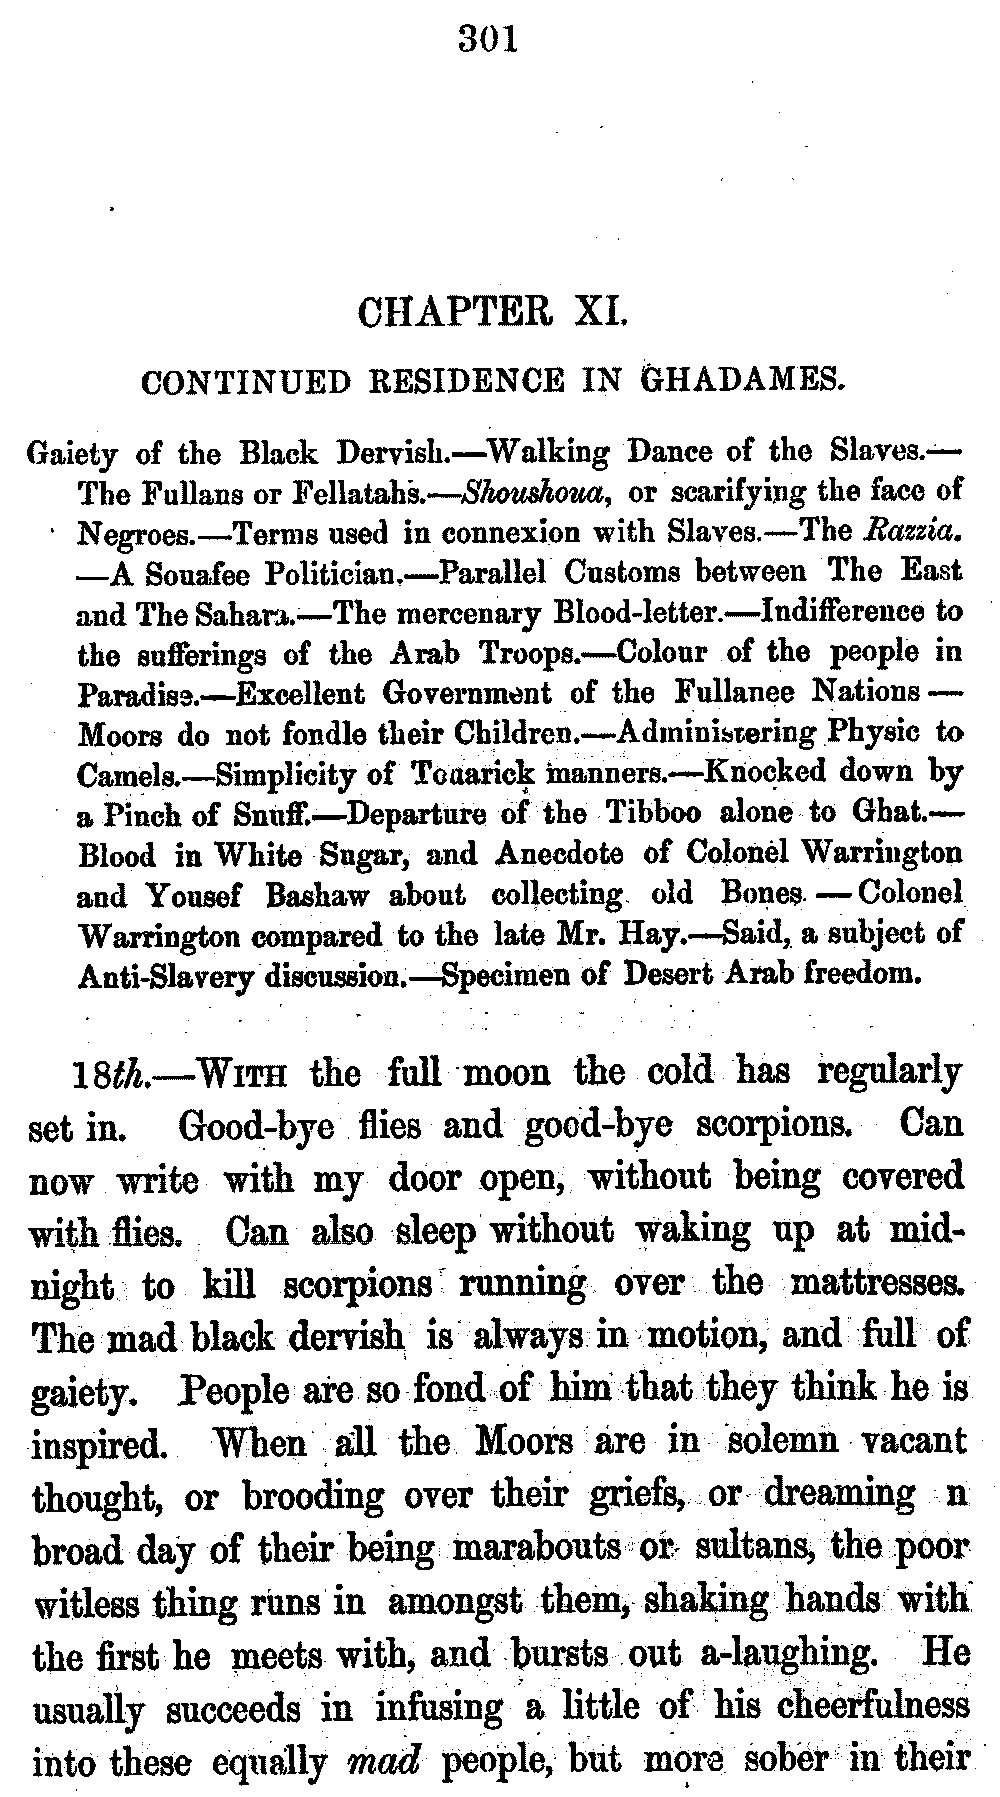 301
CHAPTER XI.
CONTINUED RESIDENCE IN GHADAMES.
Gaiety of the Black Dervish.—Walking Dance of the Slaves.—
The Fullans or Fellatahs.—Shoushoua, or scarifying the face of
Negroes.—Terms used in connexion with Slaves.—The Razzia.
—A Souafee Politician.—Parallel Customs between The East
and The Sahara.—The mercenary Blood-letter.—Indifference to
the sufferings of the Arab Troops.—Colour of the people in
Paradise.—Excellent Government of the Fullanee Nations —
Moors do not fondle their Children.—Administering Physic to
Camels.—Simplicity of Touarick manners.—Knocked down by
a Pinch of Snuff.—Departure of the Tibboo alone to Ghat.—
Blood in White Sugar, and Anecdote of Colonel Warrington
and Yousef Bashaw about collecting old Bones. — Colonel
Warrington compared to the late Mr. Hay.—Said, a subject of
Anti-Slavery discussion.—Specimen of Desert Arab freedom.
18th.—WITH the full moon the cold has regularly
set in. Good-bye flies and good-bye scorpions. Can
now write with my door open, without being covered
with flies. Can also sleep without waking up at mid-
night to kill scorpions running over the mattresses.
The mad black dervish is always in motion, and full of
gaiety. People are so fond of him that they think he is
inspired. When all the Moors are in solemn vacant
thought, or brooding over their griefs, or dreaming n
broad day of their being marabouts or sultans, the poor
witless thing runs in amongst them, shaking hands with
the first he meets with, and bursts out a-laughing. He
usually succeeds in infusing a little of his cheerfulness
into these equally mad people, but more sober in their